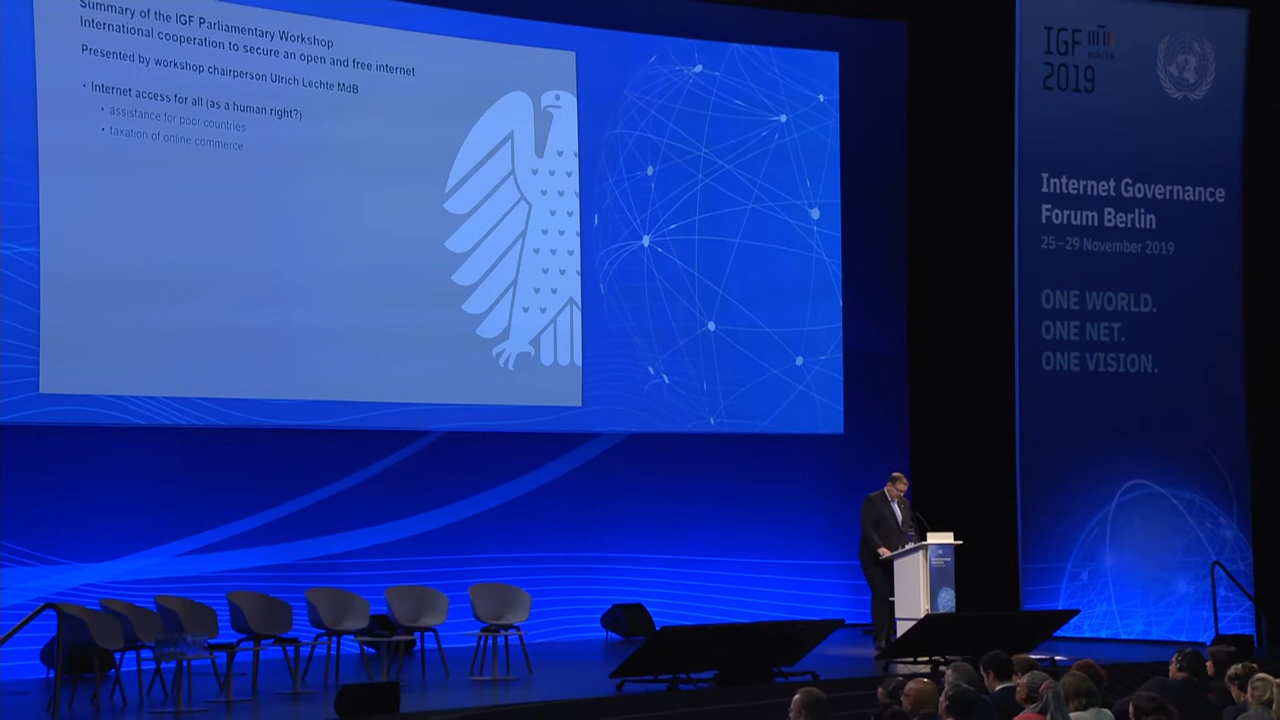 Summary of the IGF Parliamentary Workshop
International cooperation to secure an open and free internet
Presented by workshop chairperson Ulrich Lechte MdB
• Internet access for all (as a human right?)
• assistance for poor countries
• taxation of online commerce
IGF
BERLIN
2019
Internet Governance
Forum Berlin
25–29 November 2019
ONE WORLD.
ONE NET.
ONE VISION.